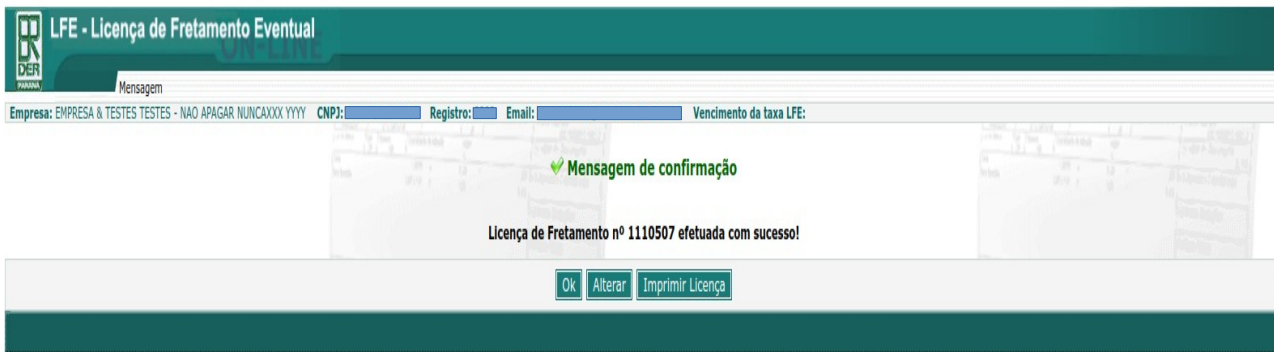 LFE - Licença de Fretamento Eventual
ON-LINE
DER
PARANÁ
Mensagem
Empresa: EMPRESA & TESTES TESTES - NAO APAGAR NUNCAXXX YYYY CNPJ: Registro: Email: Vencimento da taxa LFE:
Mensagem de confirmação
Licença de Fretamento nº 1110507 efetuada com sucesso!
Ok Alterar Imprimir Licença